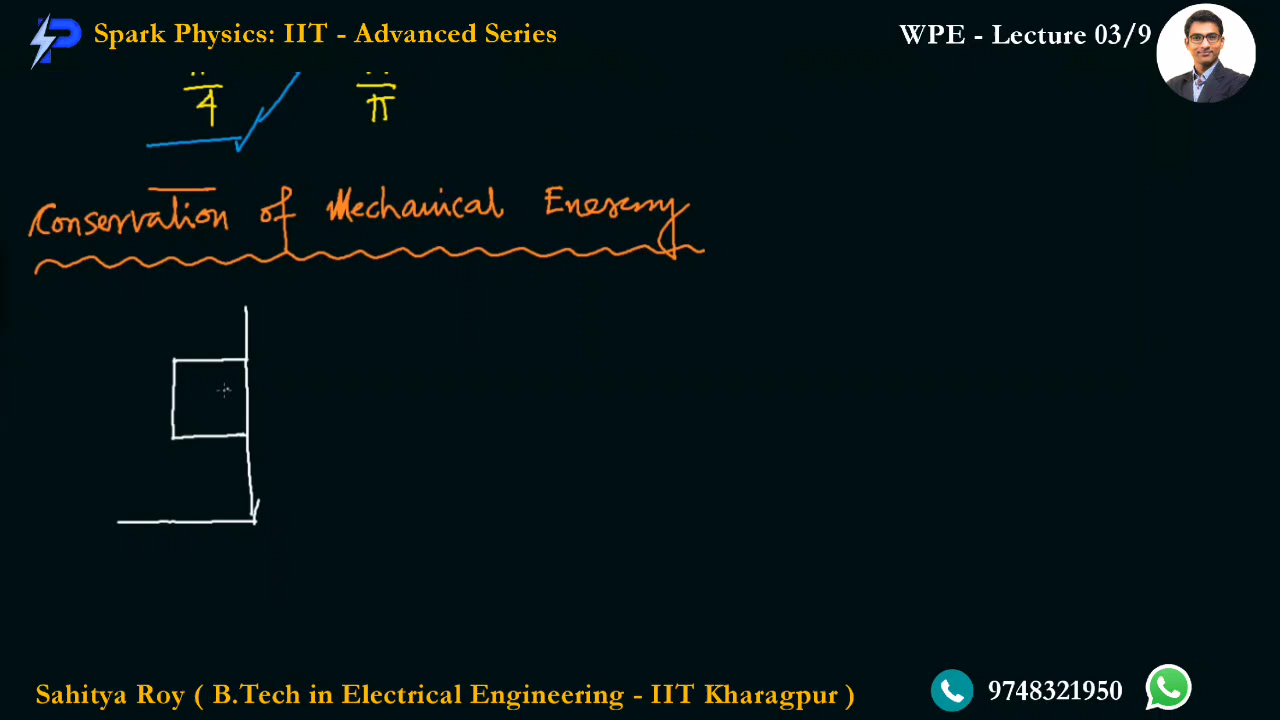 Spark Physics: IIT - Advanced Series
WPE - Lecture 03/9
4 π
Conservation of Mechanical Energy
Sahitya Roy ( B.Tech in Electrical Engineering - IIT Kharagpur )
9748321950